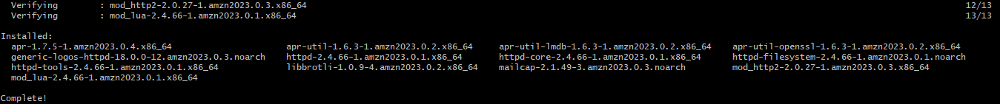 Verifying        : mod_http2-2.0.27-1.amzn2023.0.3.x86_64        12/13
Verifying        : mod_lua-2.4.66-1.amzn2023.0.1.x86_64        13/13
Installed:
apr-1.7.5-1.amzn2023.0.4.x86_64        apr-util-1.6.3-1.amzn2023.0.2.x86_64        apr-util-lmdb-1.6.3-1.amzn2023.0.2.x86_64        apr-util-openssl-1.6.3-1.amzn2023.0.2.x86_64
generic-logos-httpd-18.0.0-12.amzn2023.0.3.noarch        httpd-2.4.66-1.amzn2023.0.1.x86_64        httpd-core-2.4.66-1.amzn2023.0.1.x86_64        httpd-filesystem-2.4.66-1.amzn2023.0.1.noarch
httpd-tools-2.4.66-1.amzn2023.0.1.x86_64        libbrotli-1.0.9-4.amzn2023.0.2.x86_64        mailcap-2.1.49-3.amzn2023.0.3.noarch        mod_http2-2.0.27-1.amzn2023.0.3.x86_64
mod_lua-2.4.66-1.amzn2023.0.1.x86_64
Complete!